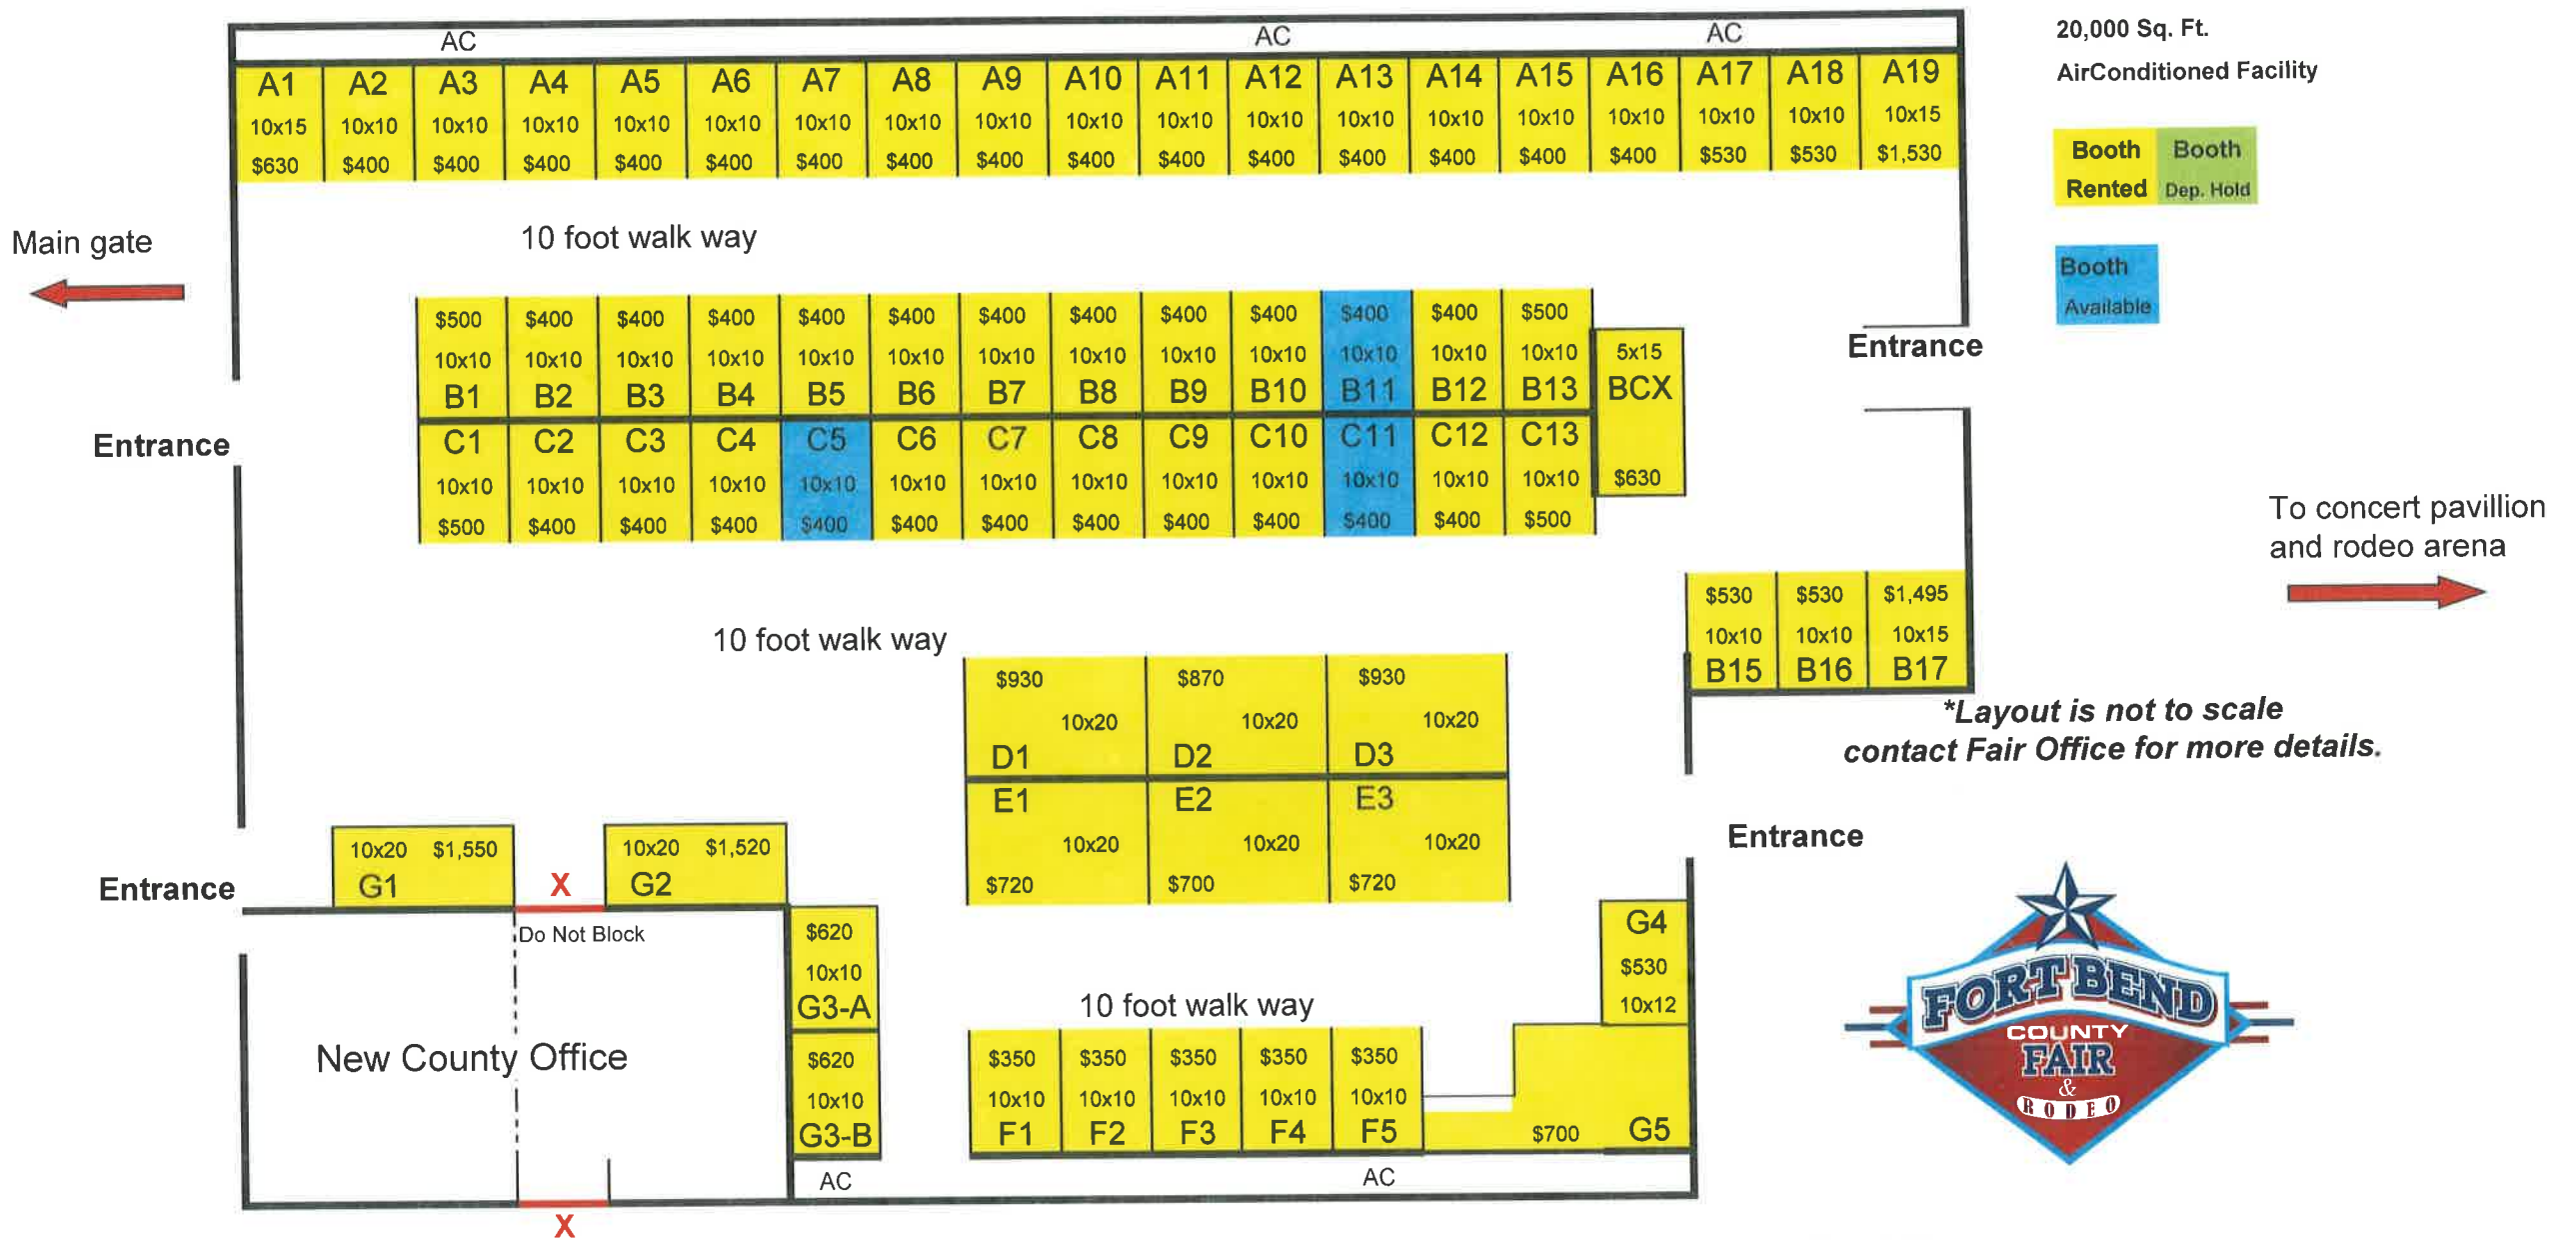 AC AC AC
A1 A2 A3 A4 A5 A6 A7 A8 A9 A10 A11 A12 A13 A14 A15 A16 A17 A18 A19
10x15 10x10 10x10 10x10 10x10 10x10 10x10 10x10 10x10 10x10 10x10 10x10 10x10 10x10 10x10 10x10 10x10 10x10 10x15
$630 $400 $400 $400 $400 $400 $400 $400 $400 $400 $400 $400 $400 $400 $400 $400 $530 $530 $1,530
20,000 Sq. Ft.
AirConditioned Facility
Booth
Rented
Booth
Dep. Hold
Booth
Available
Main gate
10 foot walk way
$500 $400 $400 $400 $400 $400 $400 $400 $400 $400 $400 $400 $500
10x10 10x10 10x10 10x10 10x10 10x10 10x10 10x10 10x10 10x10 10x10 10x10 10x10
B1 B2 B3 B4 B5 B6 B7 B8 B9 B10 B11 B12 B13
5x15
BCX
$630
Entrance
Entrance
C1 C2 C3 C4 C5 C6 C7 C8 C9 C10 C11 C12 C13
10x10 10x10 10x10 10x10 10x10 10x10 10x10 10x10 10x10 10x10 10x10 10x10 10x10
$500 $400 $400 $400 $400 $400 $400 $400 $400 $400 $400 $400 $500
To concert pavillion
and rodeo arena
10 foot walk way
$530 $530 $1,495
10x10 10x10 10x15
B15 B16 B17
*Layout is not to scale
contact Fair Office for more details.
$930 $870 $930
10x20 10x20 10x20
D1 D2 D3
E1 E2 E3
10x20 10x20 10x20
$720 $700 $720
Entrance
10x20 $1,550
G1
X
10x20 $1,520
G2
Entrance
Do Not Block
$620
10x10
G3-A
$620
10x10
G3-B
New County Office
G4
$530
10x12
10 foot walk way
$350 $350 $350 $350 $350
10x10 10x10 10x10 10x10 10x10
F1 F2 F3 F4 F5
$700 G5
AC AC
X
FORT BEND
COUNTY
FAIR
&
RODEO